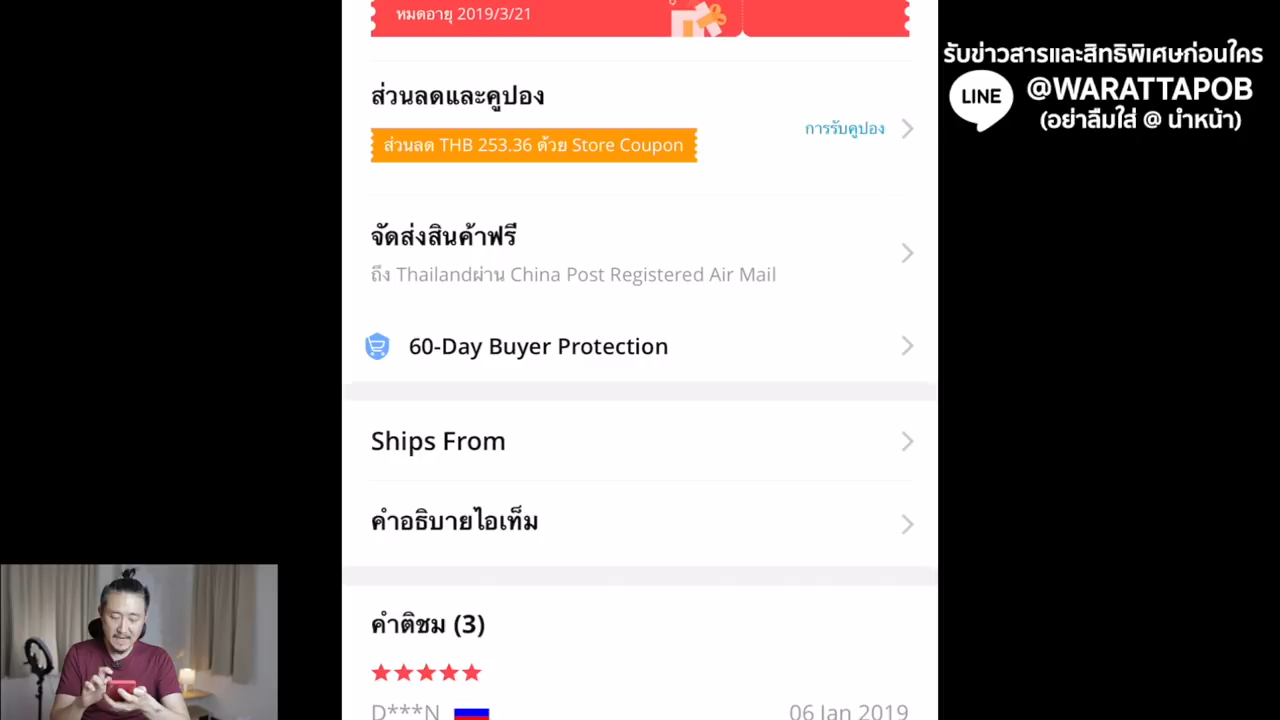 หมดอายุ 2019/3/21
รับข่าวสารและสิทธิพิเศษก่อนใคร
LINE
@WARATTAPOB
(อย่าลืมใส่ @ นำหน้า)
ส่วนลดและคูปอง
การรับคูปอง
ส่วนลด THB 253.36 ด้วย Store Coupon
จัดส่งสินค้าฟรี
ถึง Thailandผ่าน China Post Registered Air Mail
60-Day Buyer Protection
Ships From
คำอธิบายไอเท็ม
คำติชม (3)
D***N
06 Jan 2019